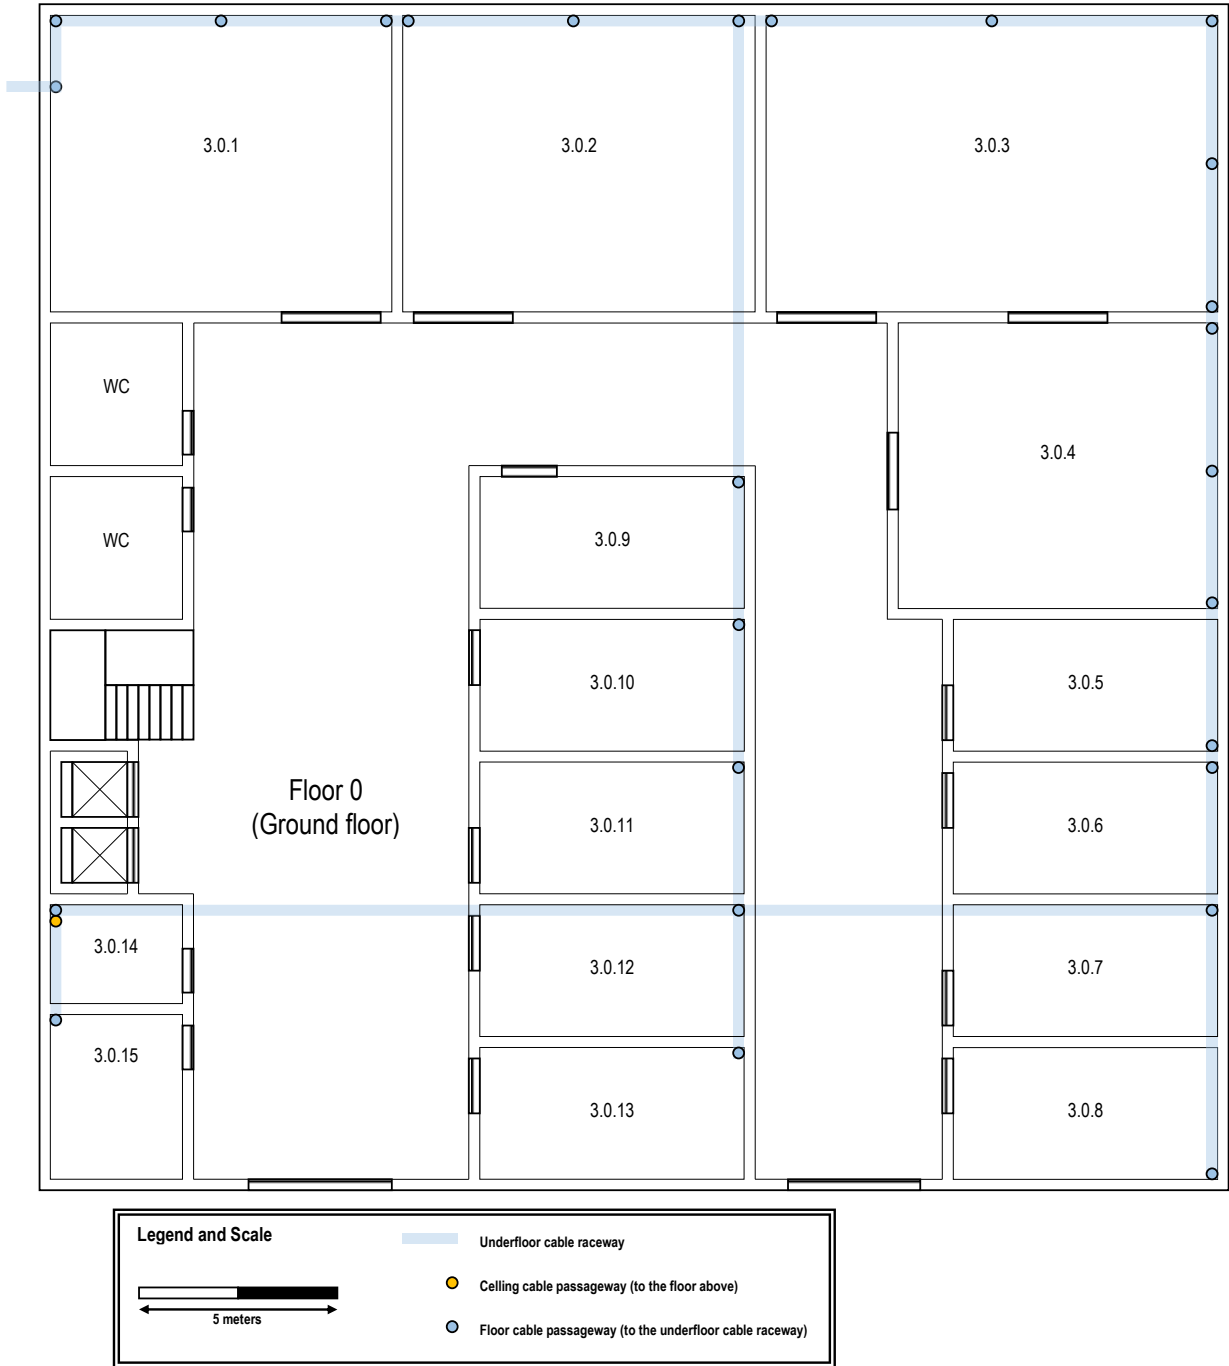 3.0.1
3.0.2
3.0.3
WC
3.0.4
WC
3.0.9
3.0.10
3.0.5
Floor 0
(Ground floor)
3.0.11
3.0.6
3.0.14
3.0.12
3.0.7
3.0.15
3.0.13
3.0.8
Legend and Scale
5 meters
Underfloor cable raceway
Celling cable passageway (to the floor above)
Floor cable passageway (to the underfloor cable raceway)